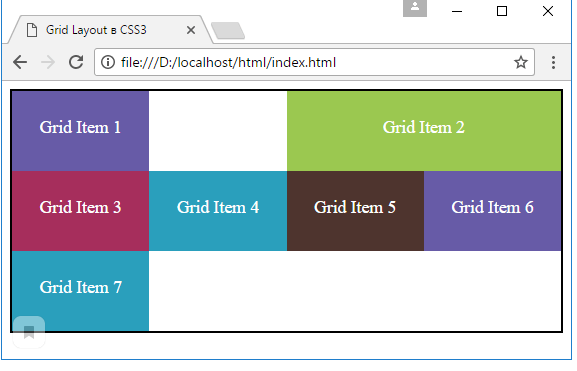 Grid Layout в CSS3
file:///D:/localhost/html/index.html
Grid Item 1
Grid Item 2
Grid Item 3
Grid Item 4
Grid Item 5
Grid Item 6
Grid Item 7